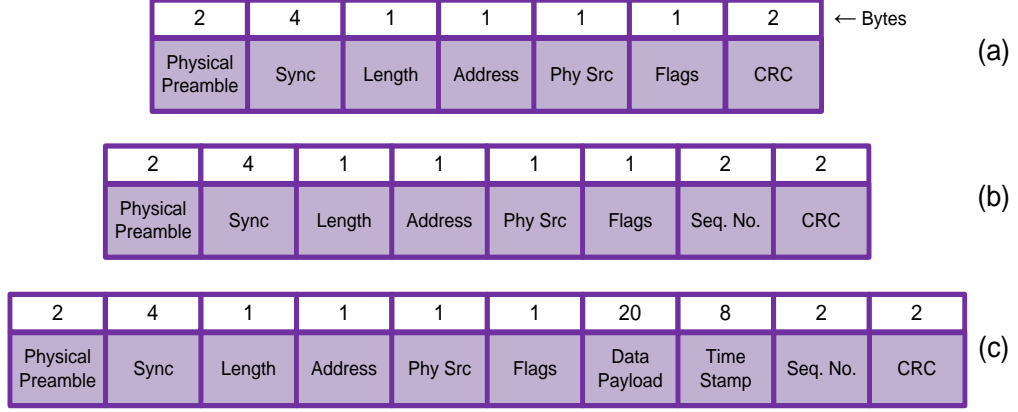 2 4 1 1 1 1 2 ← Bytes
Physical Preamble Sync Length Address Phy Src Flags CRC
(a)
2 4 1 1 1 1 2 2
Physical Preamble Sync Length Address Phy Src Flags Seq. No. CRC
(b)
2 4 1 1 1 1 20 8 2 2
Physical Preamble Sync Length Address Phy Src Flags Data Payload Time Stamp Seq. No. CRC
(c)